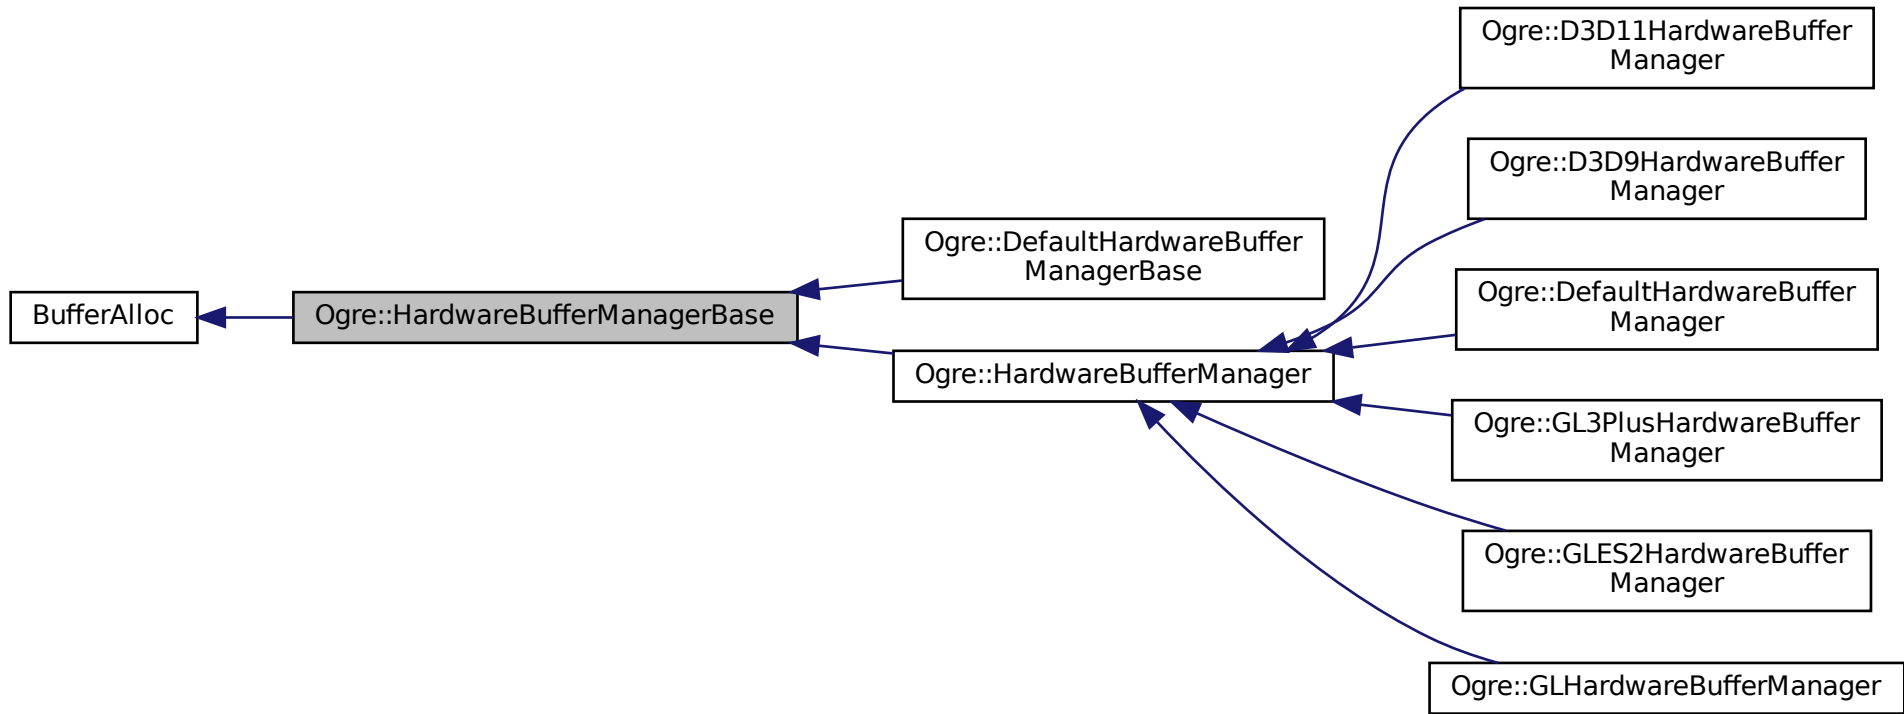 BufferAlloc
Ogre::HardwareBufferManagerBase
Ogre::DefaultHardwareBuffer
ManagerBase
Ogre::HardwareBufferManager
Ogre::D3D11HardwareBuffer
Manager
Ogre::D3D9HardwareBuffer
Manager
Ogre::DefaultHardwareBuffer
Manager
Ogre::GL3PlusHardwareBuffer
Manager
Ogre::GLES2HardwareBuffer
Manager
Ogre::GLHardwareBufferManager